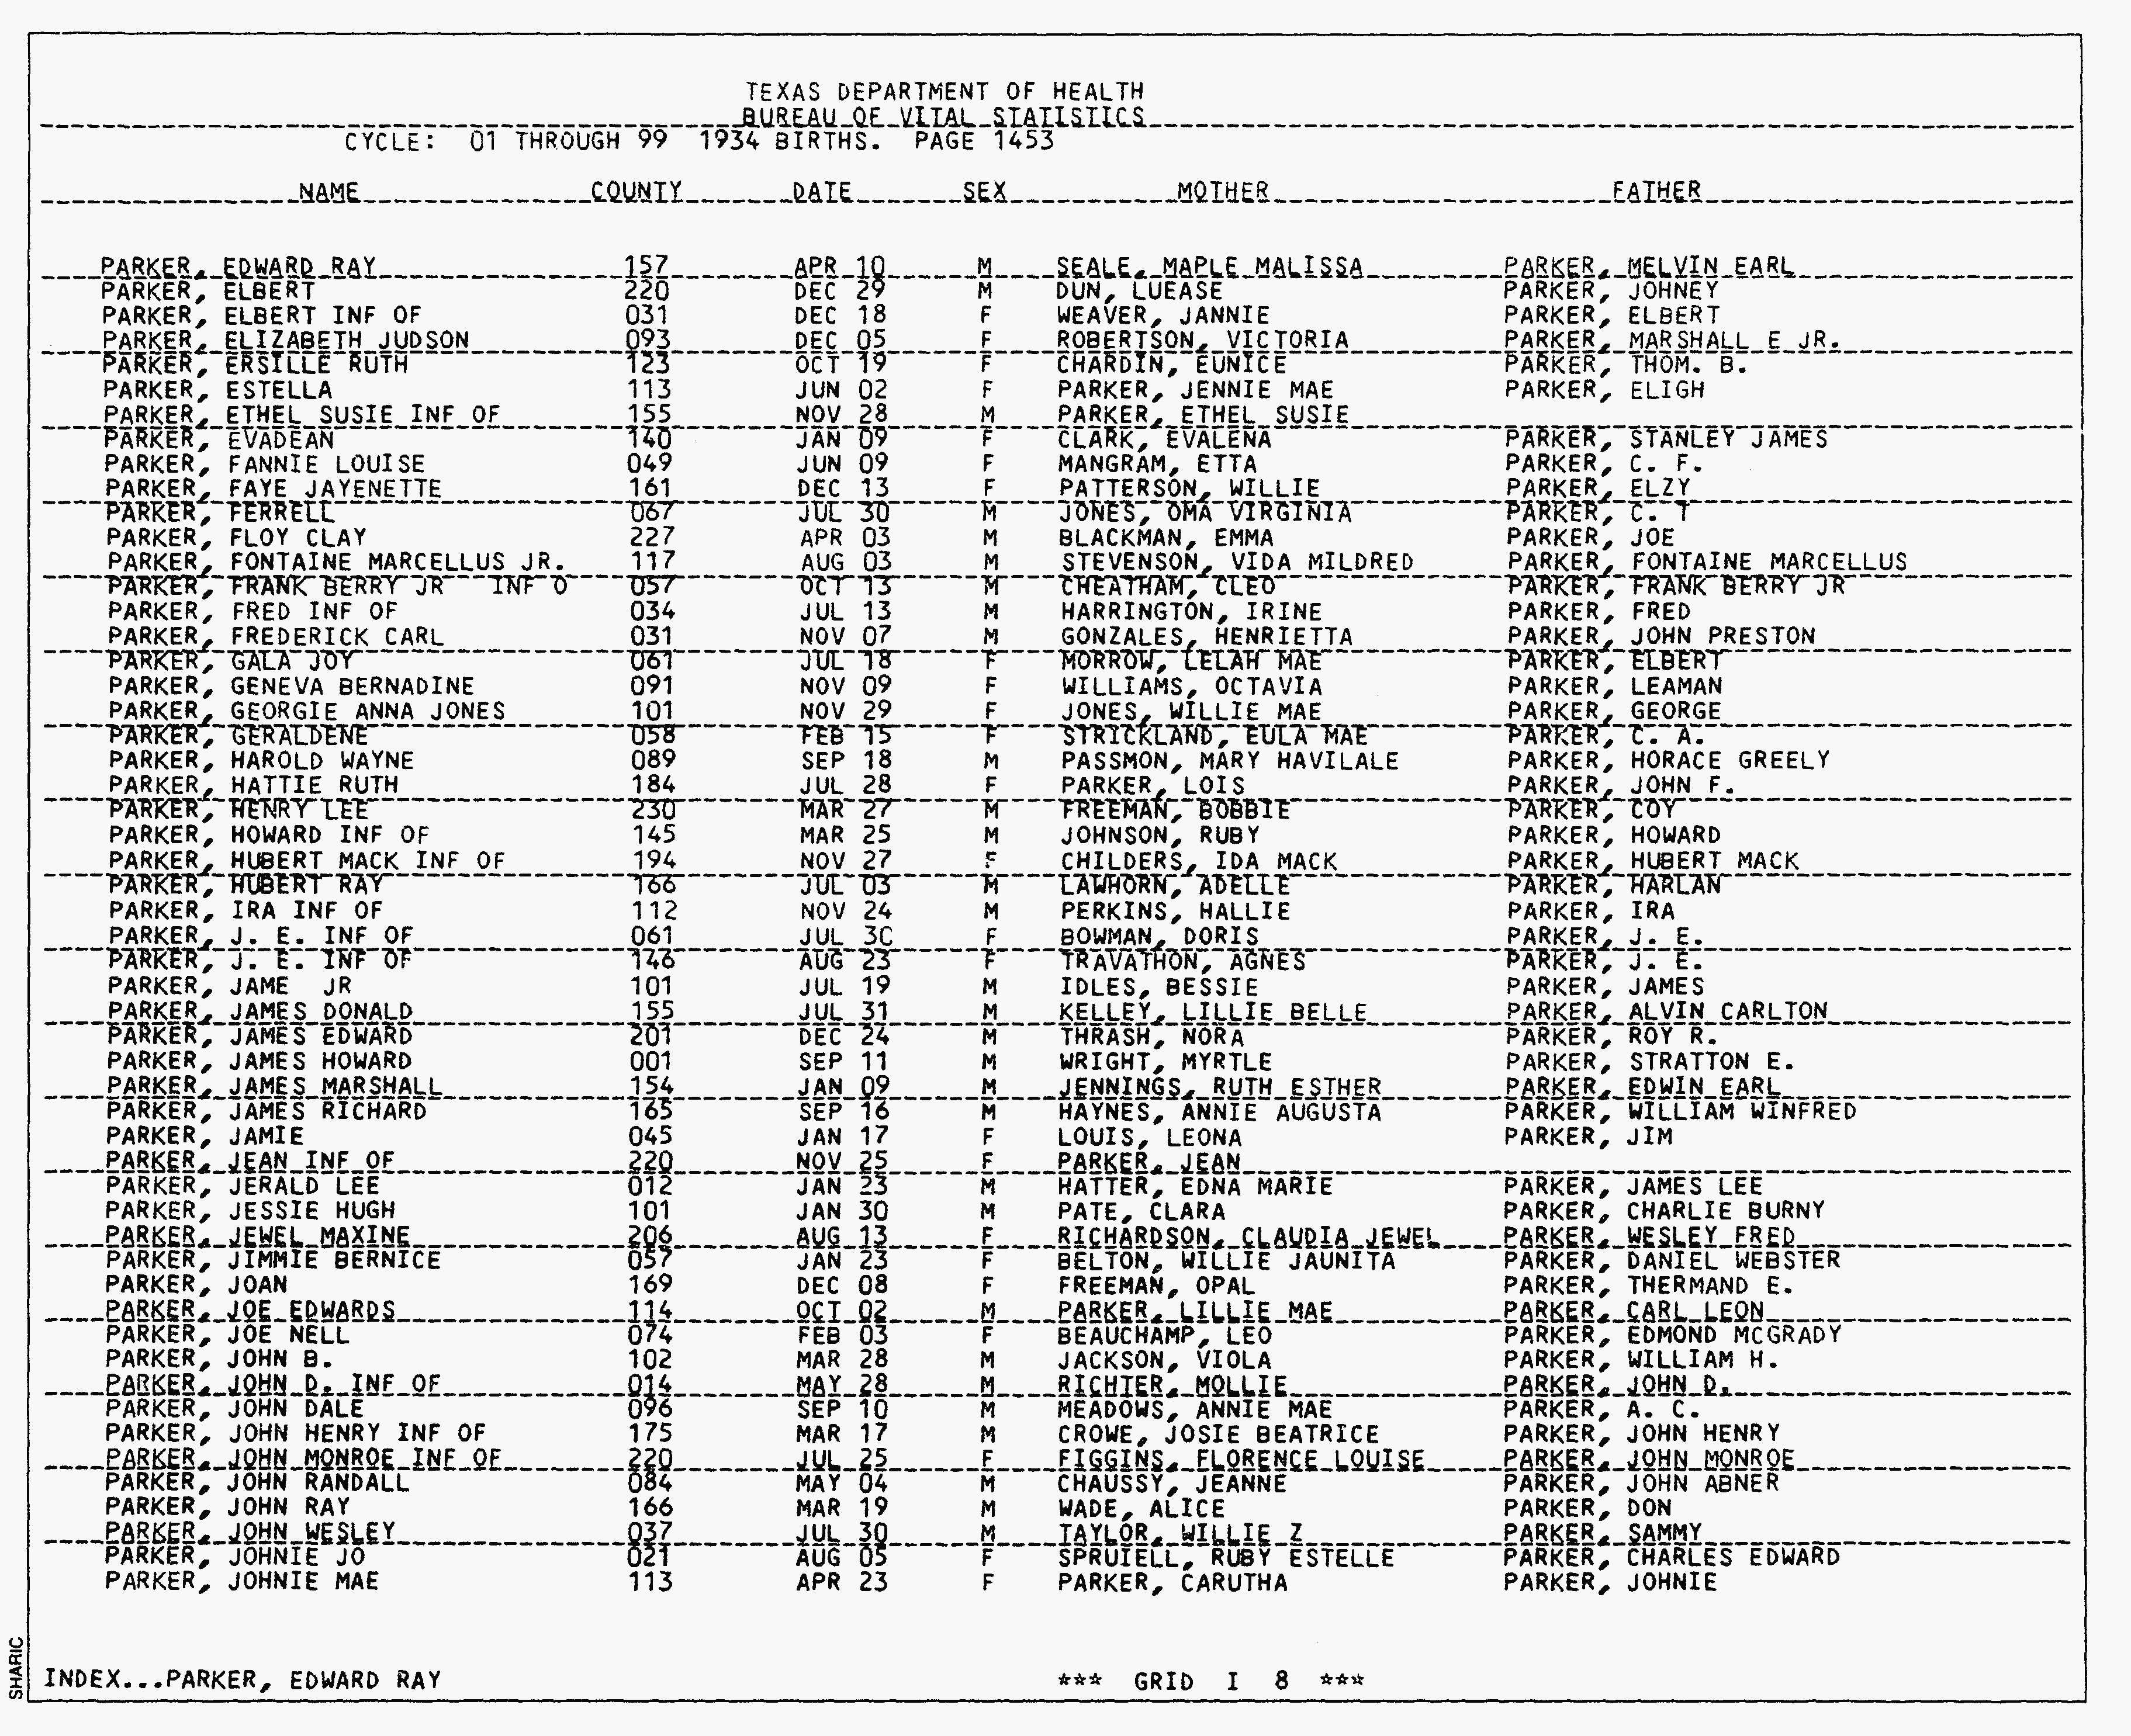 TEXAS DEPARTMENT OF HEALTH
BUREAU OF VITAL STATISTICS
CYCLE: 01 THROUGH 99 1934 BIRTHS. PAGE 1453
NAME COUNTY DATE SEX MOTHER FATHER
PARKER, EDWARD RAY 157 APR 10 M SEALE, MAPLE MALISSA PARKER, MELVIN EARL
PARKER, ELBERT 220 DEC 29 M DUN, LUEASE PARKER, JOHNEY
PARKER, ELBERT INF OF 031 DEC 18 F WEAVER, JANNIE PARKER, ELBERT
PARKER, ELIZABETH JUDSON 093 DEC 05 F ROBERTSON, VICTORIA PARKER, MARSHALL E JR.
PARKER, ERSILLE RUTH 123 OCT 19 F CHARDIN, EUNICE PARKER, THOM. B.
PARKER, ESTELLA 113 JUN 02 F PARKER, JENNIE MAE PARKER, ELIGH
PARKER, ETHEL SUSIE INF OF 155 NOV 28 M PARKER, ETHEL SUSIE
PARKER, EVADEAN 140 JAN 09 F CLARK, EVALENA PARKER, STANLEY JAMES
PARKER, FANNIE LOUISE 049 JUN 09 F MANGRAM, ETTA PARKER, C. F.
PARKER, FAYE JAYENETTE 161 DEC 13 F PATTERSON, WILLIE PARKER, ELZY
PARKER, FERRELL 067 JUL 30 M JONES, OMA VIRGINIA PARKER, C. T
PARKER, FLOY CLAY 227 APR 03 M BLACKMAN, EMMA PARKER, JOE
PARKER, FONTAINE MARCELLUS JR. 117 AUG 03 M STEVENSON, VIDA MILDRED PARKER, FONTAINE MARCELLUS
PARKER, FRANK BERRY JR INF O 057 OCT 13 M CHEATHAM, CLEO PARKER, FRANK BERRY JR
PARKER, FRED INF OF 034 JUL 13 M HARRINGTON, IRINE PARKER, FRED
PARKER, FREDERICK CARL 031 NOV 07 M GONZALES, HENRIETTA PARKER, JOHN PRESTON
PARKER, GALA JOY 061 JUL 18 F MORROW, LELAH MAE PARKER, ELBERT
PARKER, GENEVA BERNADINE 091 NOV 09 F WILLIAMS, OCTAVIA PARKER, LEAMAN
PARKER, GEORGIE ANNA JONES 101 NOV 29 F JONES, WILLIE MAE PARKER, GEORGE
PARKER, GERALDENE 058 FEB 15 F STRICKLAND, EULA MAE PARKER, C. A.
PARKER, HAROLD WAYNE 089 SEP 18 M PASSMON, MARY HAVILALE PARKER, HORACE GREELY
PARKER, HATTIE RUTH 184 JUL 28 F PARKER, LOIS PARKER, JOHN F.
PARKER, HENRY LEE 230 MAR 27 M FREEMAN, BOBBIE PARKER, COY
PARKER, HOWARD INF OF 145 MAR 25 M JOHNSON, RUBY PARKER, HOWARD
PARKER, HUBERT MACK INF OF 194 NOV 27 F CHILDERS, IDA MACK PARKER, HUBERT MACK
PARKER, HUBERT RAY 166 JUL 03 M LAWHORN, ADELLE PARKER, HARLAN
PARKER, IRA INF OF 112 NOV 24 M PERKINS, HALLIE PARKER, IRA
PARKER, J. E. INF OF 061 JUL 30 F BOWMAN, DORIS PARKER, J. E.
PARKER, J. E. INF OF 146 AUG 23 F TRAVATHON, AGNES PARKER, J. E.
PARKER, JAME JR 101 JUL 19 M IDLES, BESSIE PARKER, JAMES
PARKER, JAMES DONALD 155 JUL 31 M KELLEY, LILLIE BELLE PARKER, ALVIN CARLTON
PARKER, JAMES EDWARD 201 DEC 24 M THRASH, NORA PARKER, ROY R.
PARKER, JAMES HOWARD 001 SEP 11 M WRIGHT, MYRTLE PARKER, STRATTON E.
PARKER, JAMES MARSHALL 154 JAN 09 M JENNINGS, RUTH ESTHER PARKER, EDWIN EARL
PARKER, JAMES RICHARD 165 SEP 16 M HAYNES, ANNIE AUGUSTA PARKER, WILLIAM WINFRED
PARKER, JAMIE 045 JAN 17 F LOUIS, LEONA PARKER, JIM
PARKER, JEAN INF OF 220 NOV 25 F PARKER, JEAN
PARKER, JERALD LEE 012 JAN 23 M HATTER, EDNA MARIE PARKER, JAMES LEE
PARKER, JESSIE HUGH 101 JAN 30 M PATE, CLARA PARKER, CHARLIE BURNY
PARKER, JEWEL MAXINE 206 AUG 13 F RICHARDSON, CLAUDIA JEWEL PARKER, WESLEY FRED
PARKER, JIMMIE BERNICE 057 JAN 23 F BELTON, WILLIE JAUNITA PARKER, DANIEL WEBSTER
PARKER, JOAN 169 DEC 08 F FREEMAN, OPAL PARKER, THERMAND E.
PARKER, JOE EDWARDS 114 OCT 02 M PARKER, LILLIE MAE PARKER, CARL LEON
PARKER, JOE NELL 074 FEB 03 F BEAUCHAMP, LEO PARKER, EDMOND MCGRADY
PARKER, JOHN B. 102 MAR 28 M JACKSON, VIOLA PARKER, WILLIAM H.
PARKER, JOHN D. INF OF 014 MAY 28 M RICHTER, MOLLIE PARKER, JOHN D.
PARKER, JOHN DALE 096 SEP 10 M MEADOWS, ANNIE MAE PARKER, A. C.
PARKER, JOHN HENRY INF OF 175 MAR 17 M CROWE, JOSIE BEATRICE PARKER, JOHN HENRY
PARKER, JOHN MONROE INF OF 220 JUL 25 F FIGGINS, FLORENCE LOUISE PARKER, JOHN MONROE
PARKER, JOHN RANDALL 084 MAY 04 M CHAUSSY, JEANNE PARKER, JOHN ABNER
PARKER, JOHN RAY 166 MAR 19 M WADE, ALICE PARKER, DON
PARKER, JOHN WESLEY 037 JUL 30 M TAYLOR, WILLIE Z PARKER, SAMMY
PARKER, JOHNIE JO 021 AUG 05 F SPRUIELL, RUBY ESTELLE PARKER, CHARLES EDWARD
PARKER, JOHNIE MAE 113 APR 23 F PARKER, CARUTHA PARKER, JOHNIE
SHARIC
INDEX...PARKER, EDWARD RAY *** GRID I 8 ***